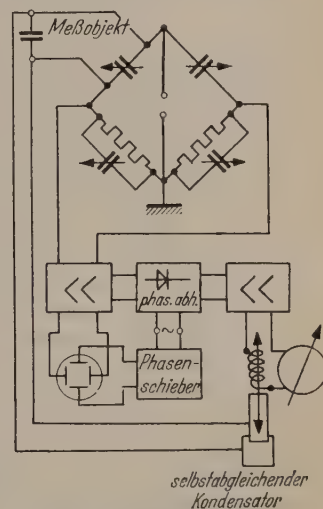 Meßobjekt
phas. abh.
Phasen-
schieber
selbstabgleichender
Kondensator